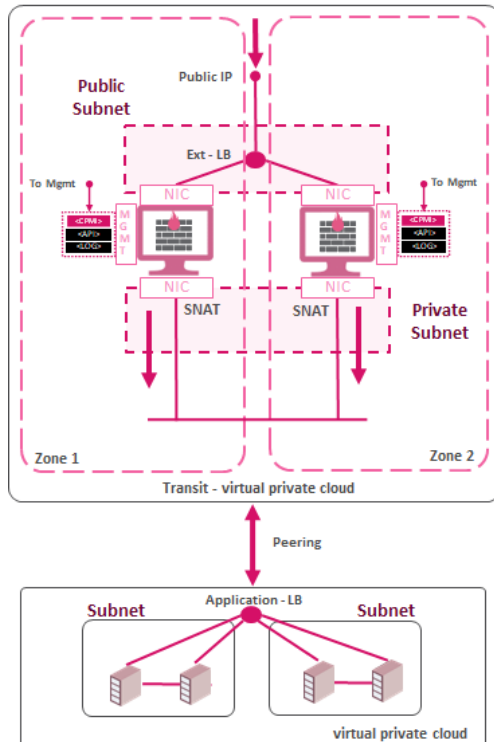 Public IP
Public
Subnet
Ext - LB
To Mgmt
To Mgmt
NIC
NIC
<CPMI>
<API>
<LOG>
MGMT
MGMT
<CPMI>
<API>
<LOG>
NIC
NIC
SNAT
SNAT
Private
Subnet
Zone 1
Zone 2
Transit - virtual private cloud
Peering
Application - LB
Subnet
Subnet
virtual private cloud